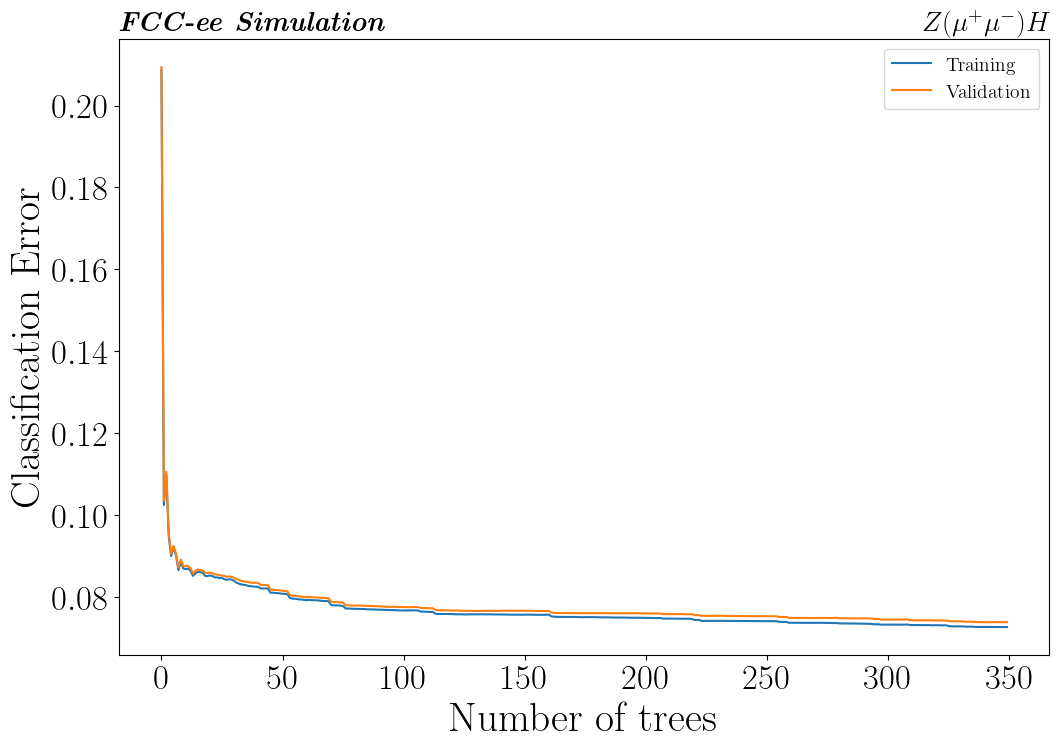 FCC-ee Simulation
Z(μ⁺μ⁻)H
Training
Validation
0.20
0.18
0.16
0.14
0.12
0.10
0.08
Classification Error
0 50 100 150 200 250 300 350
Number of trees